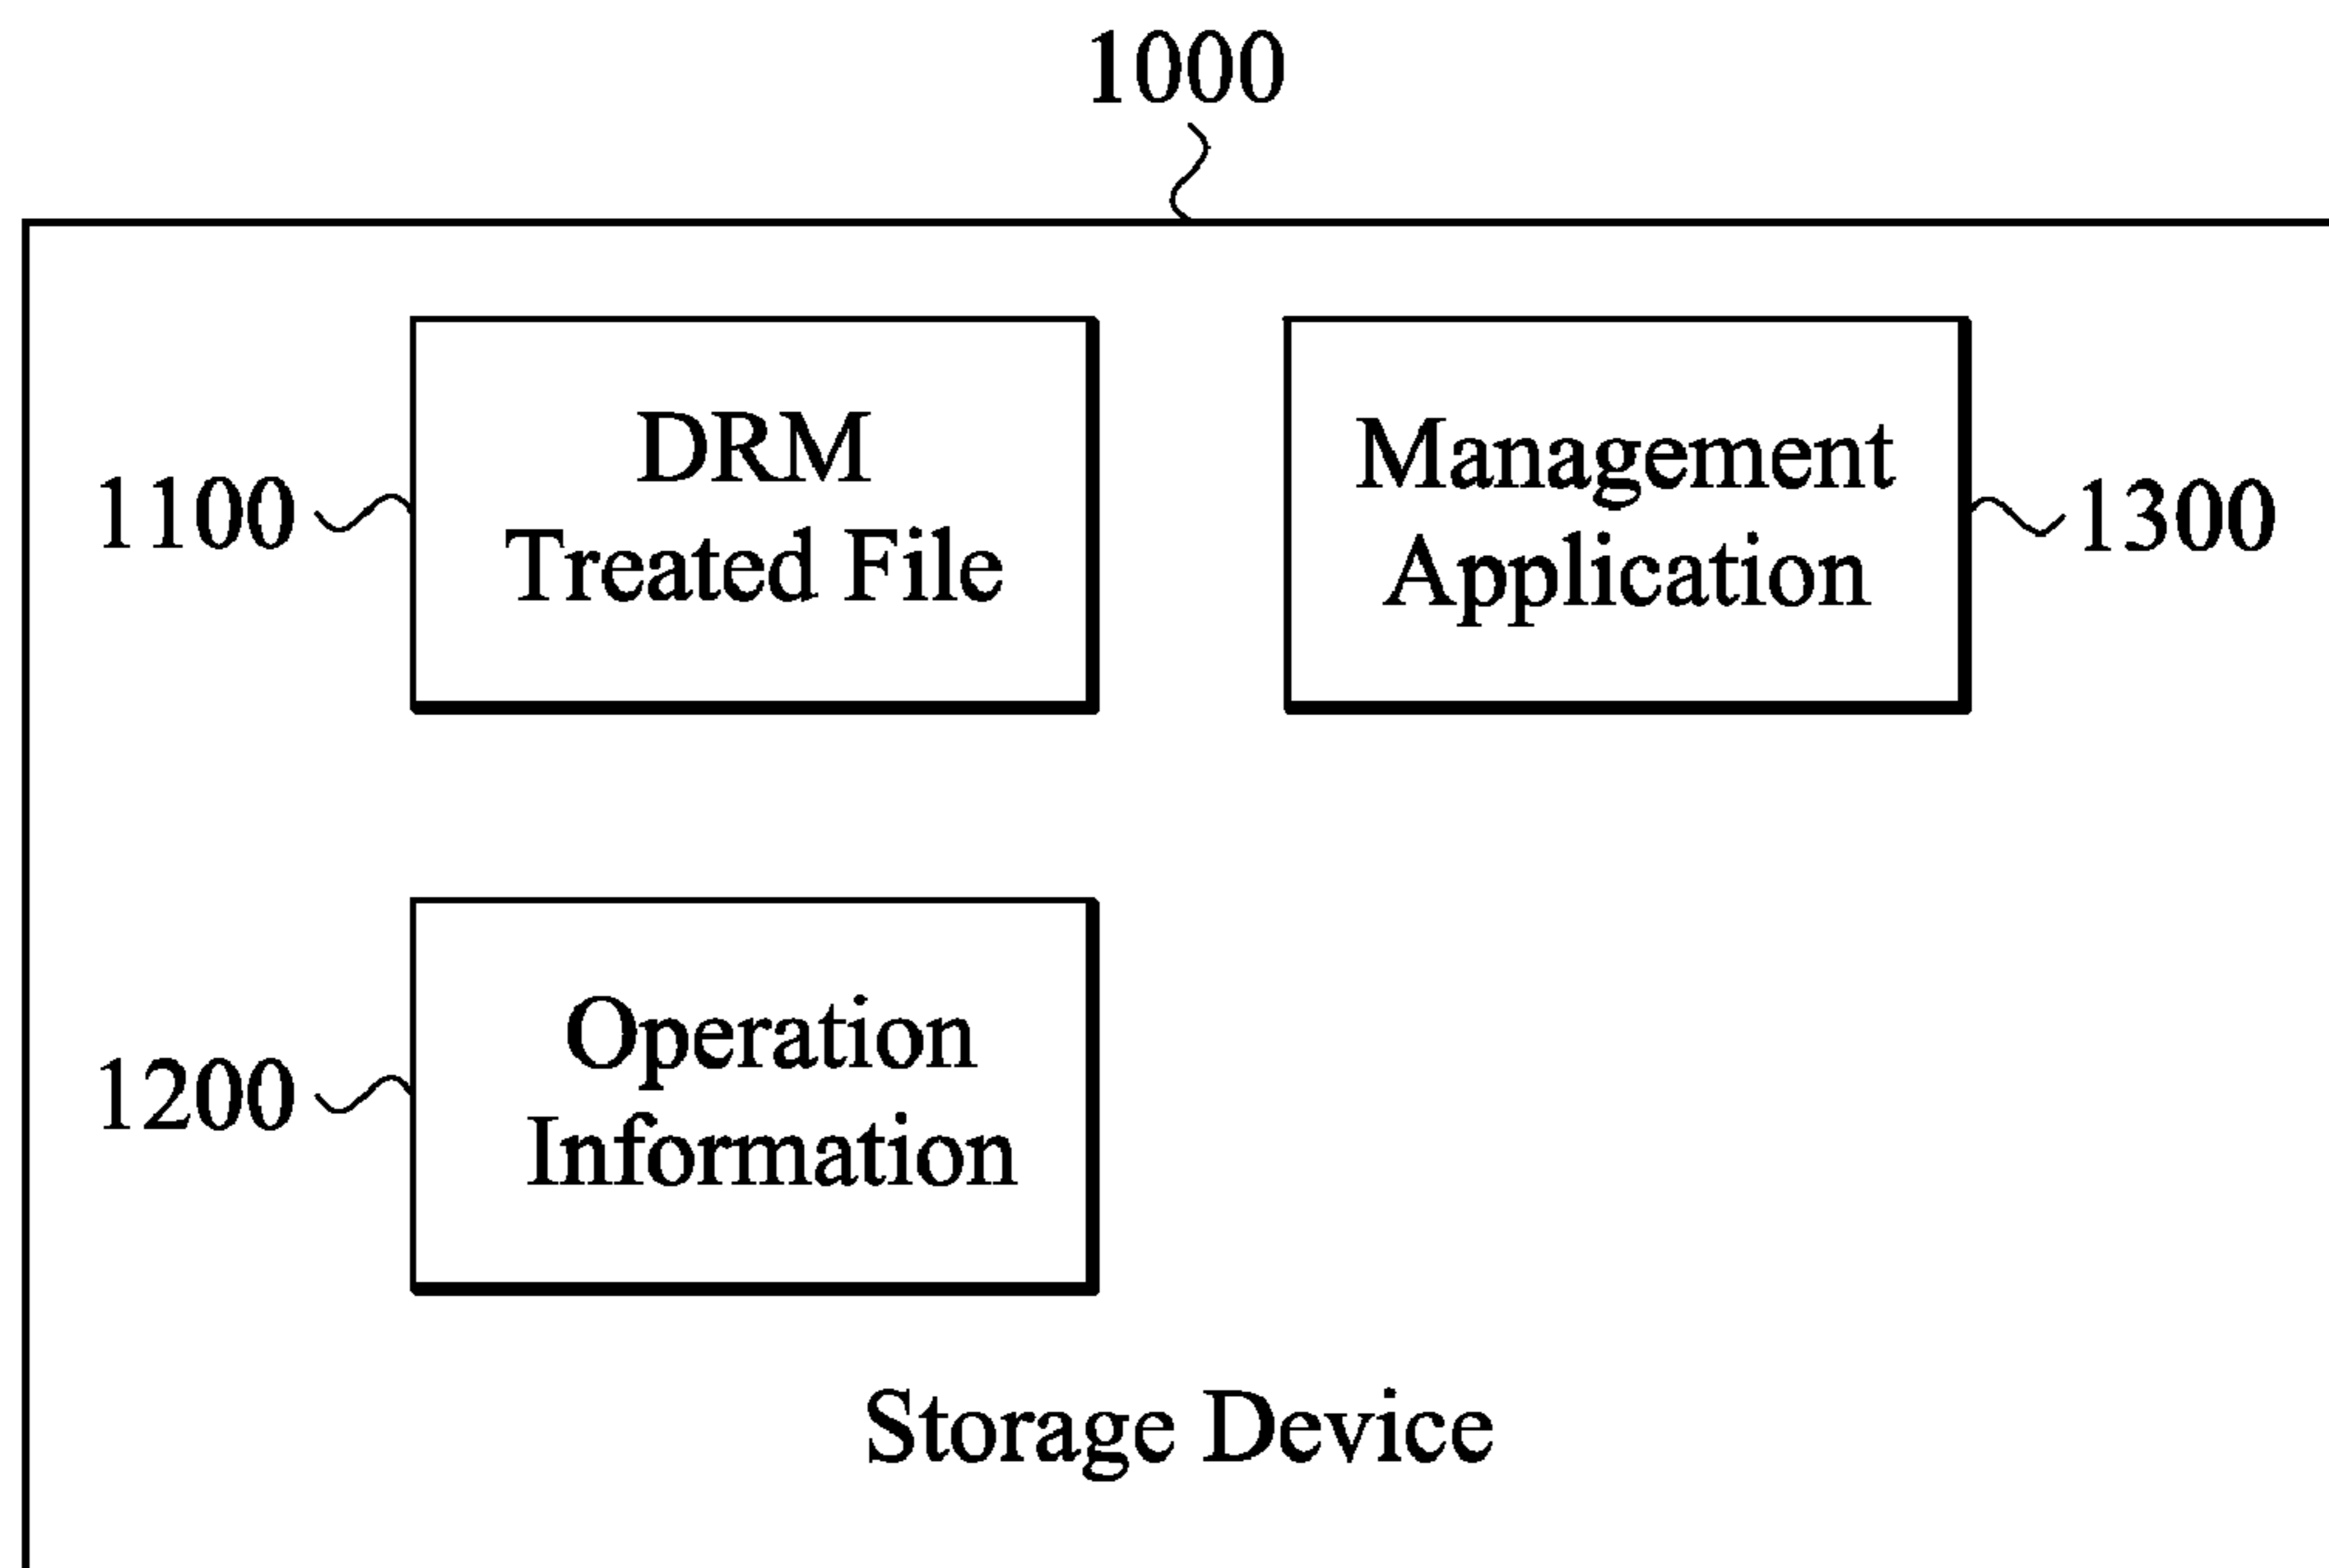 1000
1100
DRM
Treated File
Management
Application
1300
1200
Operation
Information
Storage Device